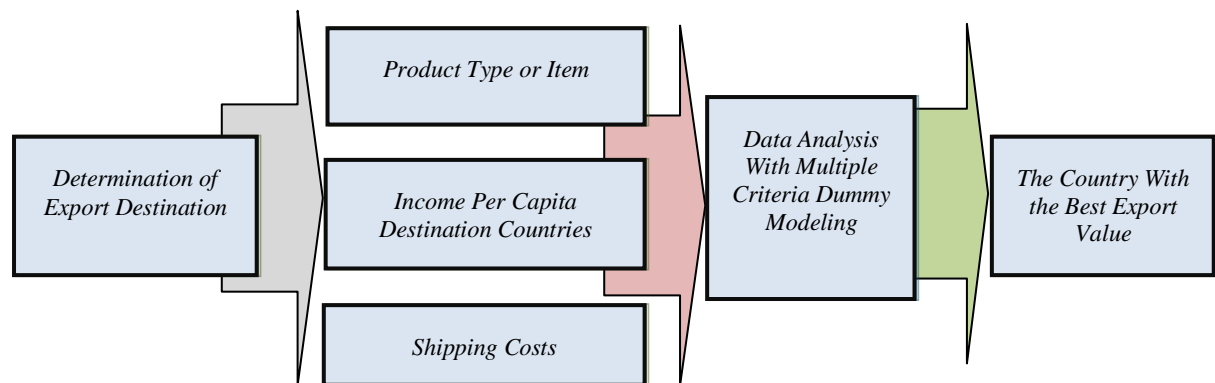 Determination of
Export Destination
Product Type or Item
Income Per Capita
Destination Countries
Shipping Costs
Data Analysis
With Multiple
Criteria Dummy
Modeling
The Country With
the Best Export
Value